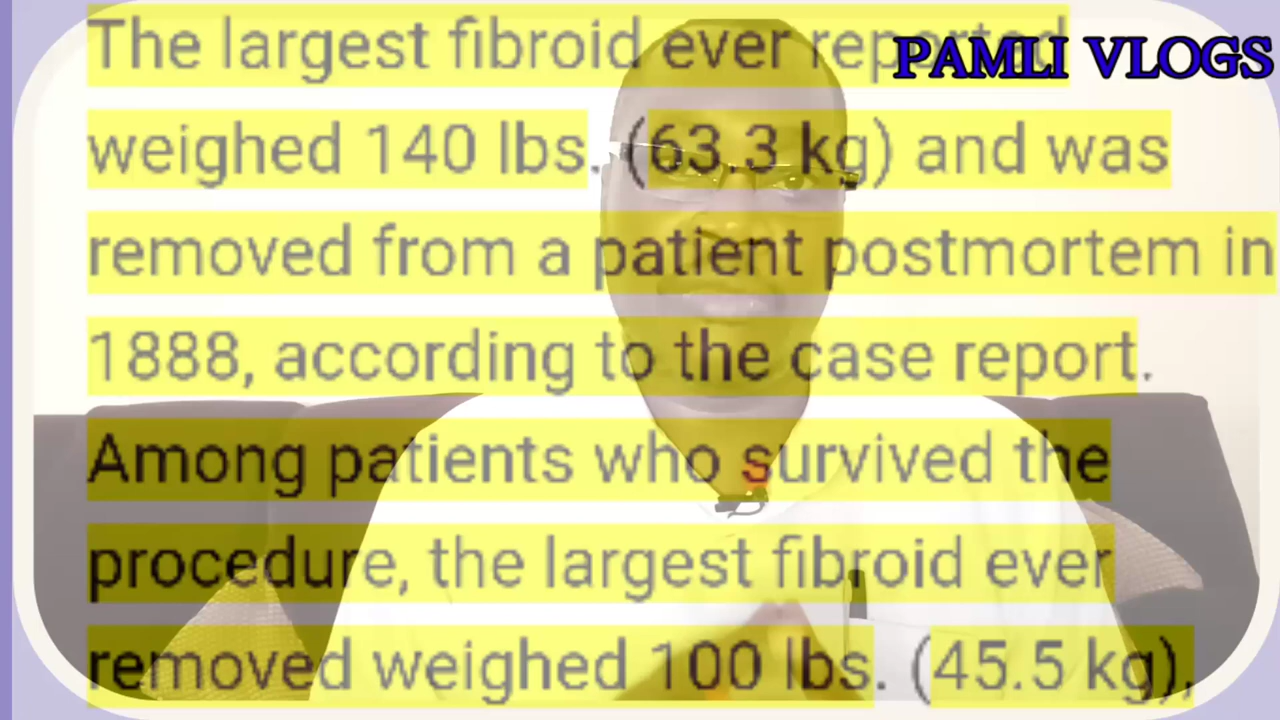 The largest fibroid ever reported
PAMLI VLOGS
weighed 140 lbs. (63.3 kg) and was
removed from a patient postmortem in
1888, according to the case report.
Among patients who survived the
procedure, the largest fibroid ever
removed weighed 100 lbs. (45.5 kg),